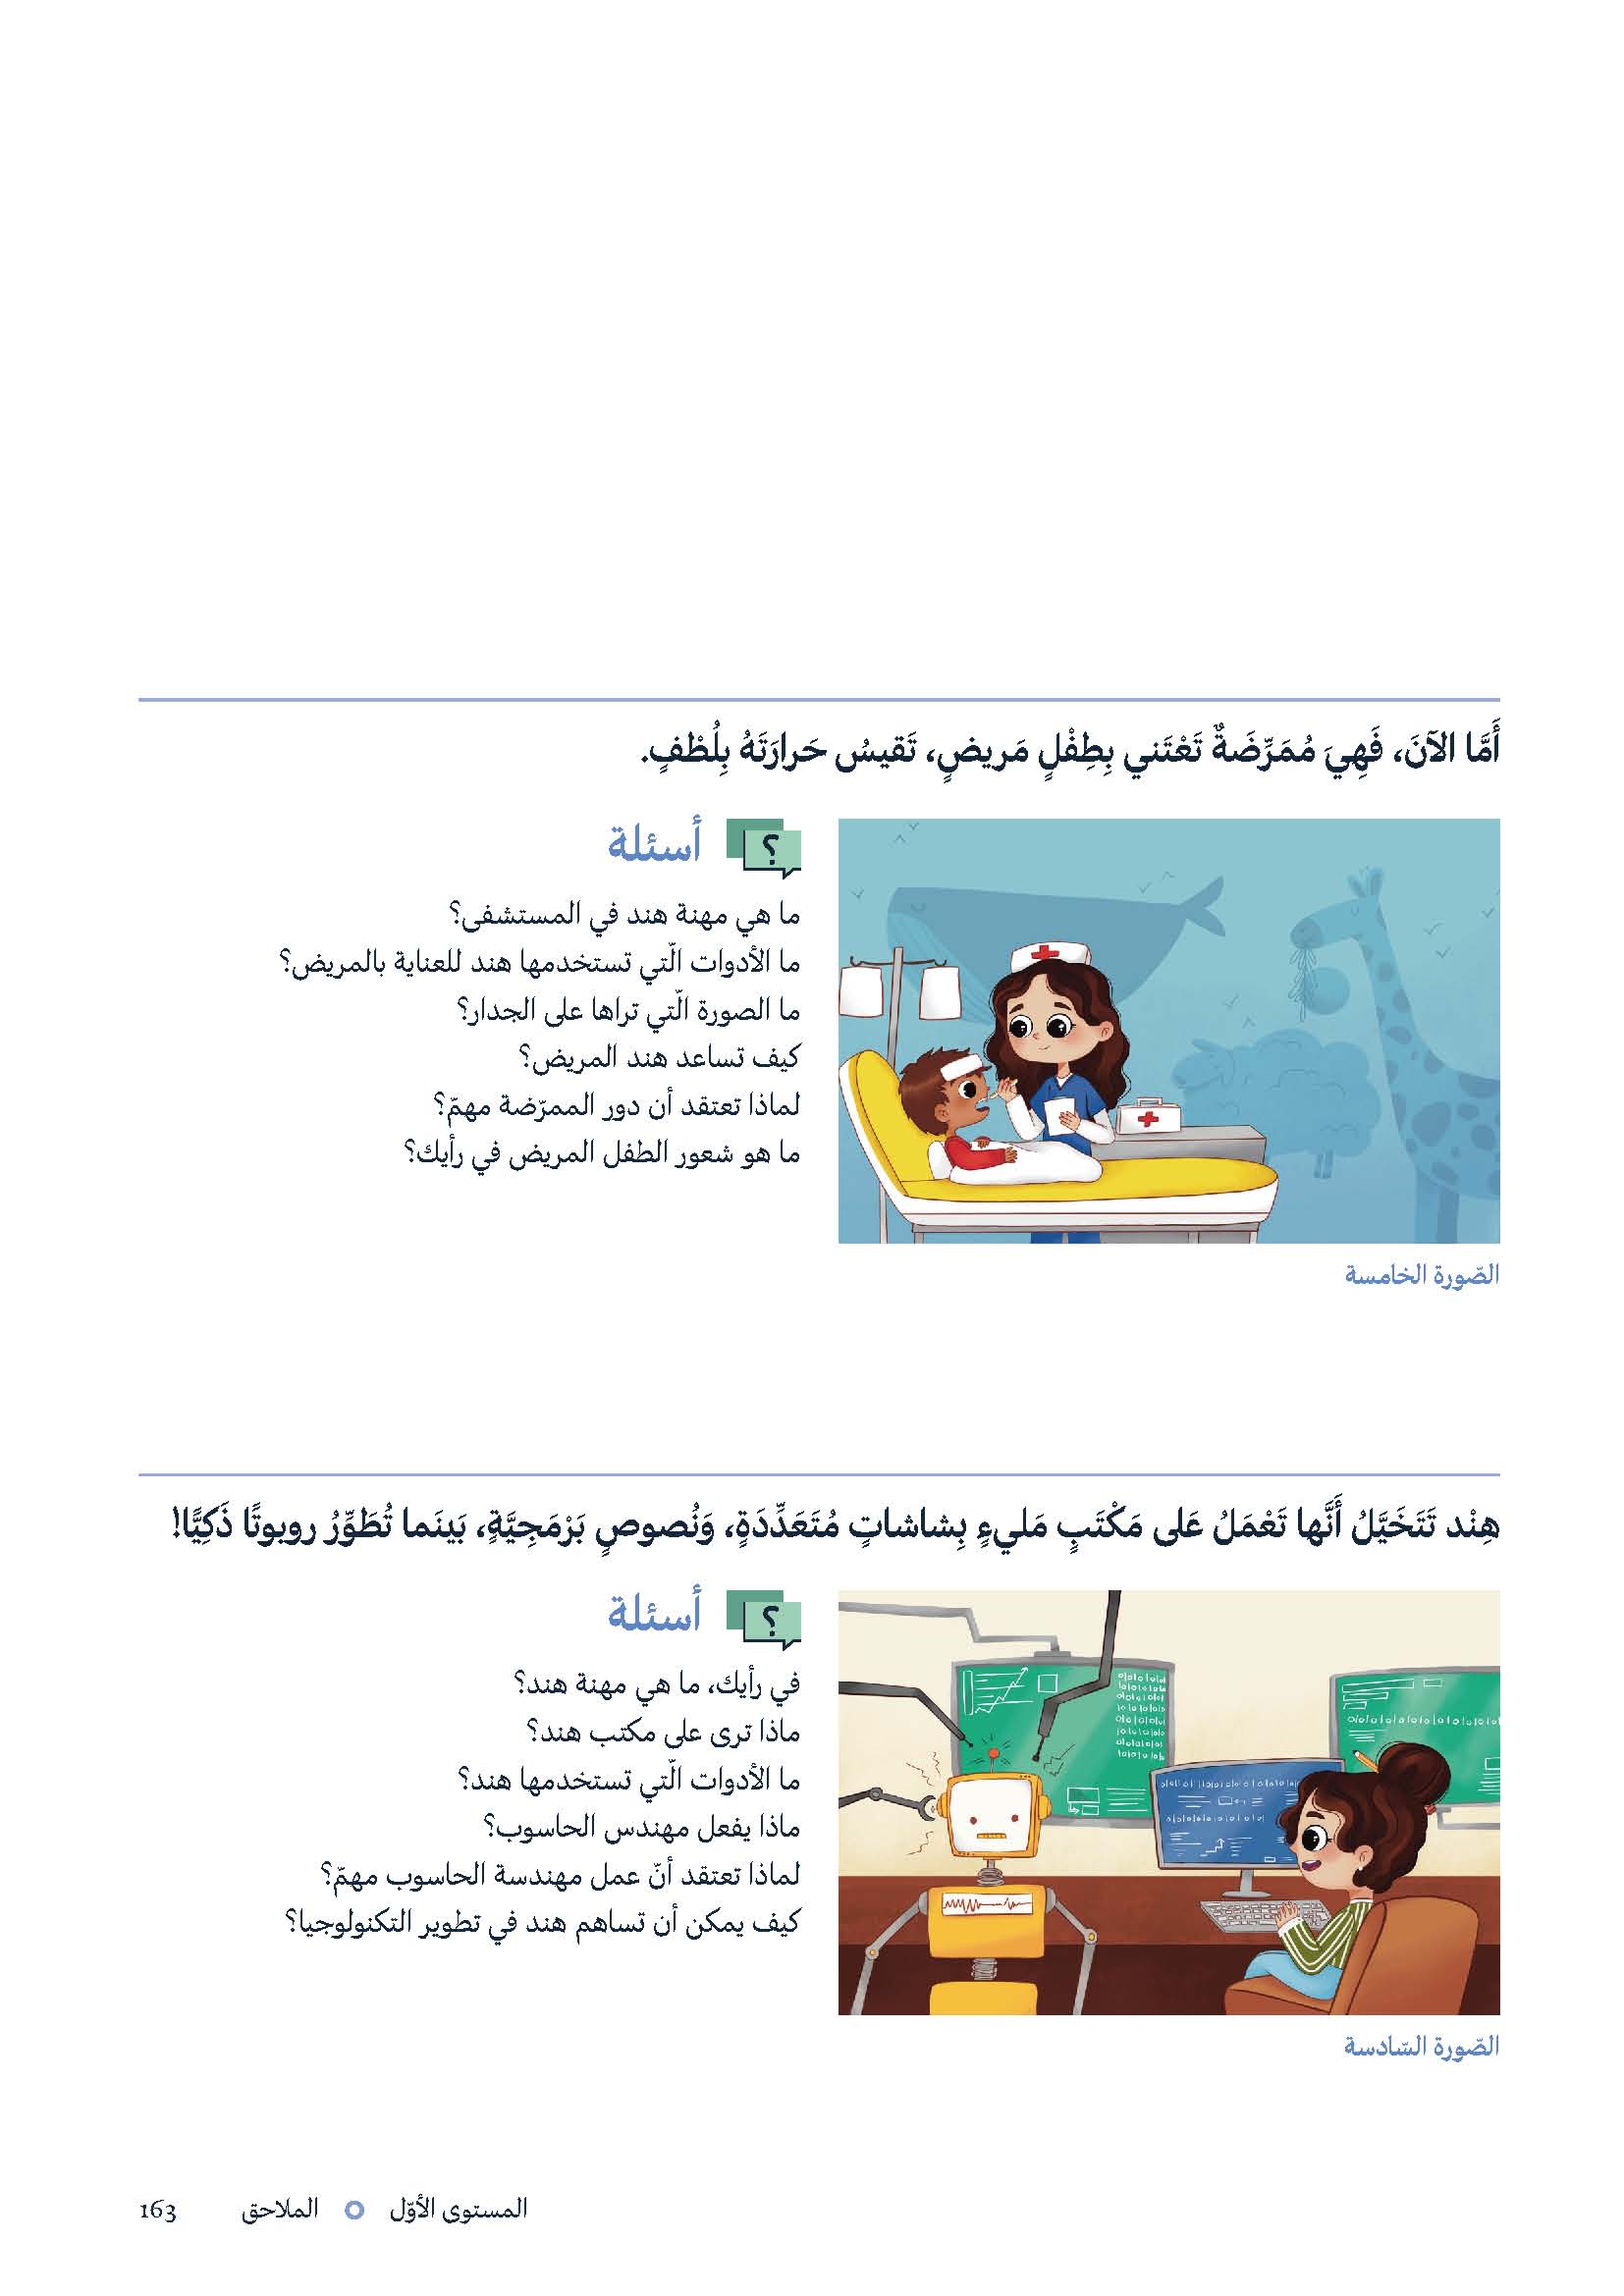 أَمَّا الآنَ، فَهِيَ مُمَرِّضَةٌ تَعْتَني بِطِفْلٍ مَريضٍ، تَقيسُ حَرارَتَهُ بِلُطْفٍ.
؟ أسئلة
ما هي مهنة هند في المستشفى؟
ما الأدوات الّتي تستخدمها هند للعناية بالمريض؟
ما الصورة الّتي تراها على الجدار؟
كيف تساعد هند المريض؟
لماذا تعتقد أن دور الممرّضة مهمّ؟
ما هو شعور الطفل المريض في رأيك؟
الصّورة الخامسة
هِنْد تَتَخَيَّلُ أَنَّها تَعْمَلُ عَلى مَكْتَبٍ مَليءٍ بِشاشاتٍ مُتَعَدِّدَةٍ، وَنُصوصٍ بَرْمَجِيَّةٍ، بَينَما تُطَوِّرُ روبوتًا ذَكِيًّا!
؟ أسئلة
في رأيك، ما هي مهنة هند؟
ماذا ترى على مكتب هند؟
ما الأدوات الّتي تستخدمها هند؟
ماذا يفعل مهندس الحاسوب؟
لماذا تعتقد أنّ عمل مهندسة الحاسوب مهمّ؟
كيف يمكن أن تساهم هند في تطوير التكنولوجيا؟
الصّورة السّادسة
المستوى الأوّل الملاحق 163